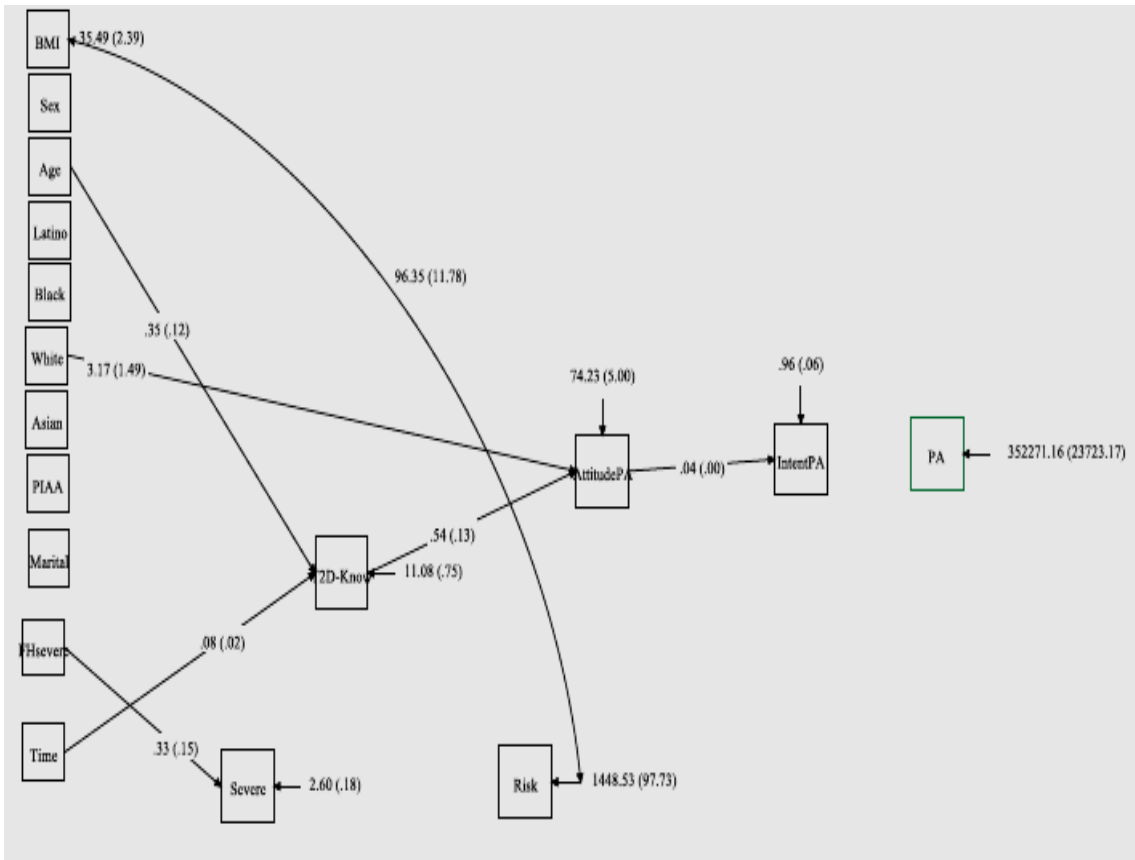 BMI
35.49 (2.39)
Sex
Age
Latino
Black
96.35 (11.78)
.35 (.12)
White
3.17 (1.49)
74.23 (5.00)
.96 (.06)
Asian
AttitudePA
.04 (.00)
IntentPA
PA
352271.16 (23723.17)
PIAA
Marital
.54 (.13)
2D-Know
11.08 (.75)
FHsevere
.08 (.02)
Time
.33 (.15)
Severe
2.60 (.18)
Risk
1448.53 (97.73)